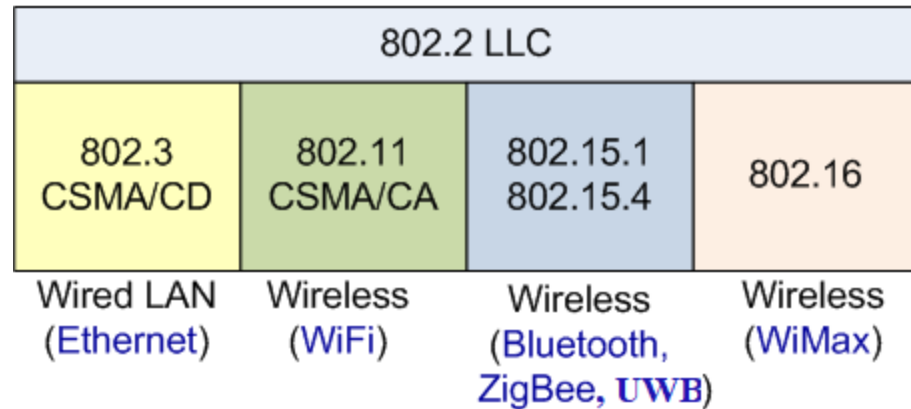 802.2 LLC
802.3
CSMA/CD
802.11
CSMA/CA
802.15.1
802.15.4
802.16
Wired LAN
(Ethernet)
Wireless
(WiFi)
Wireless
(Bluetooth,
ZigBee, UWB)
Wireless
(WiMax)